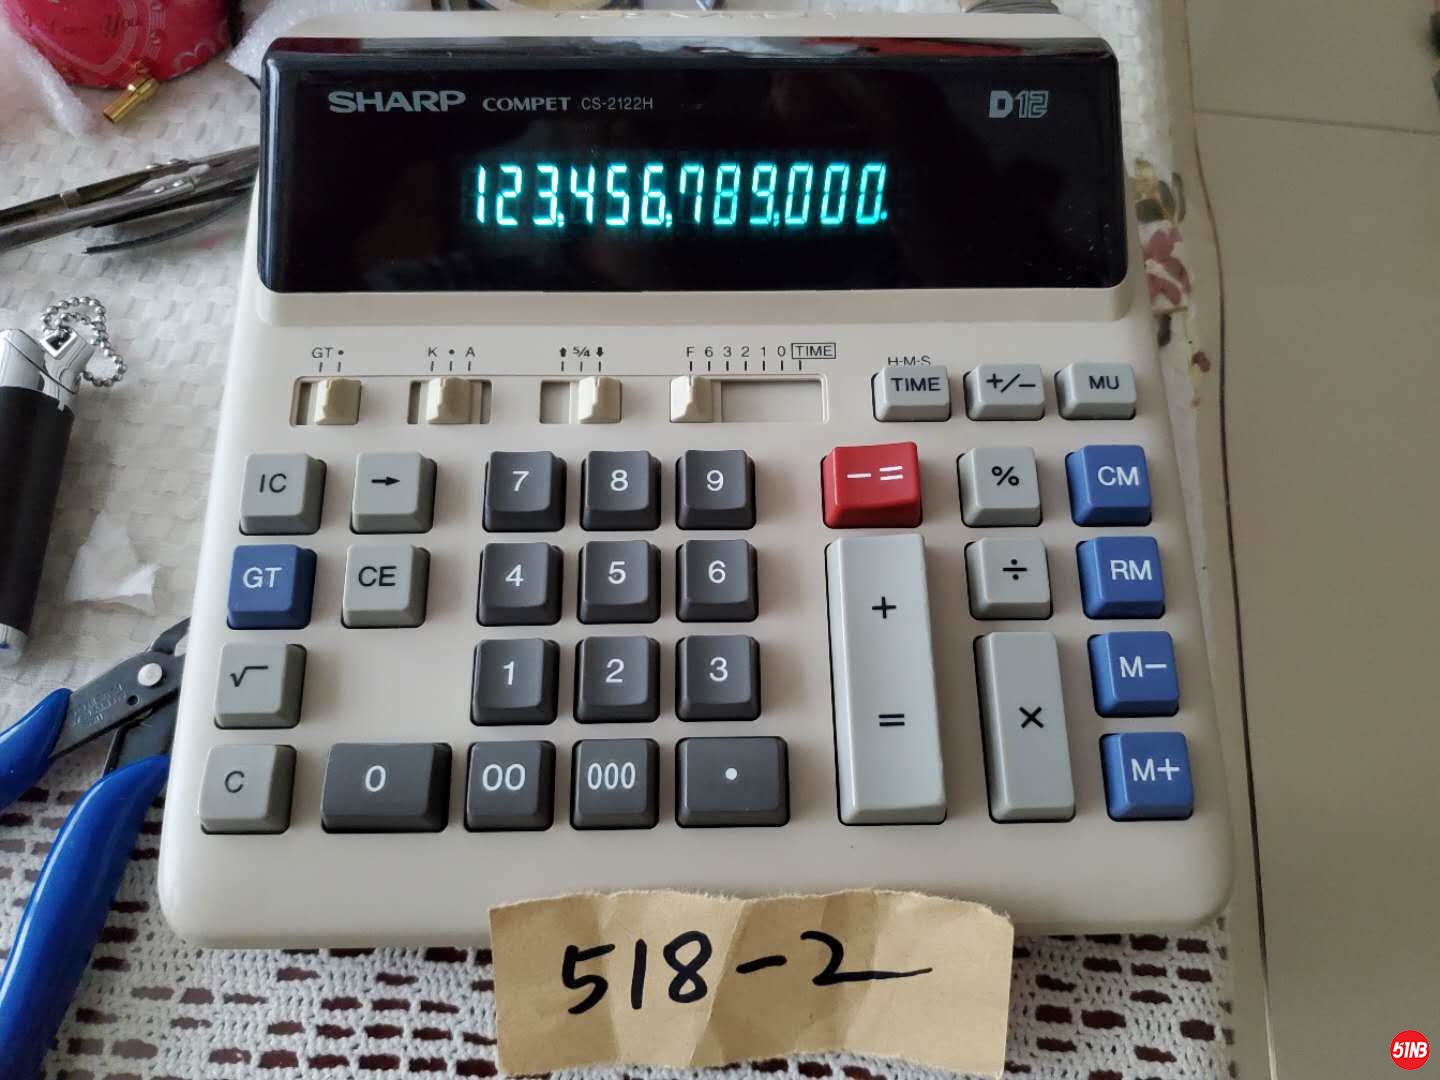 I Love You
SHARP COMPET CS-2122H D12
123,456,789,000.
GT • K • A ⬆ 5/4 ⬇ F 6 3 2 1 0 TIME
H-M-S
TIME +/− MU
IC → 7 8 9 −= % CM
GT CE 4 5 6 + ÷ RM
√ 1 2 3 = × M−
C 0 00 000 • M+
518-2
51NB